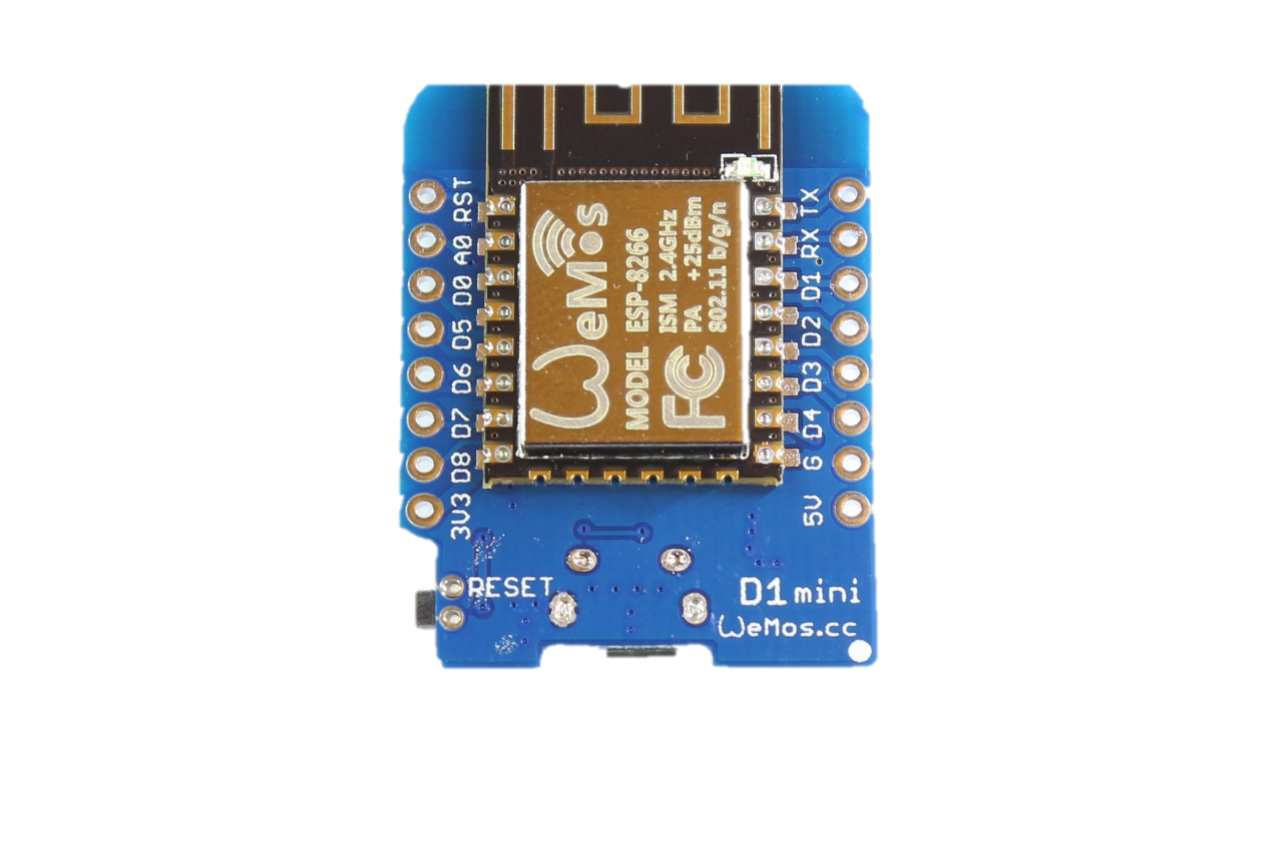 RST
A0
D0
D5
D6
D7
D8
3V3
WeMos
MODEL ESP-8266
ISM 2.4GHz
PA +25dBm
802.11 b/g/n
FC
TX
RX
D1
D2
D3
D4
G
5V
RESET
D1 mini
WeMos.cc